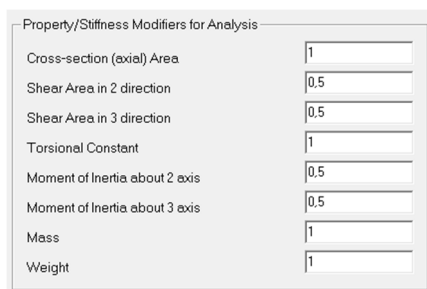 Property/Stiffness Modifiers for Analysis
Cross-section (axial) Area 1
Shear Area in 2 direction 0,5
Shear Area in 3 direction 0,5
Torsional Constant 1
Moment of Inertia about 2 axis 0,5
Moment of Inertia about 3 axis 0,5
Mass 1
Weight 1